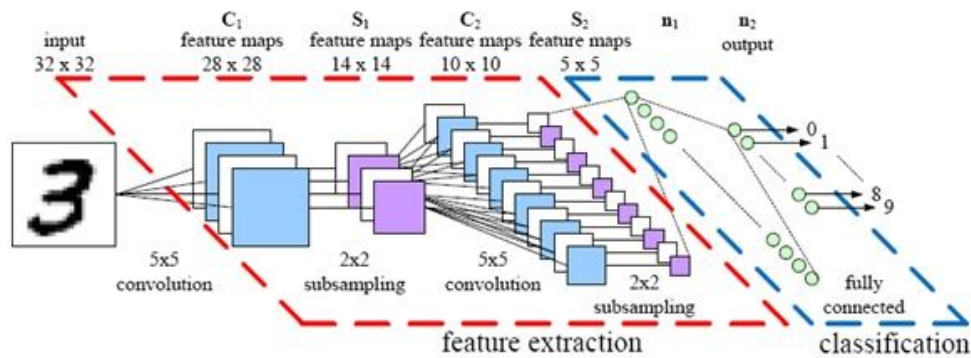 input
32 x 32
C1
feature maps
28 x 28
S1
feature maps
14 x 14
C2
feature maps
10 x 10
S2
feature maps
5 x 5
n1
n2
output
3
0
1
8
9
5x5
convolution
2x2
subsampling
5x5
convolution
2x2
subsampling
fully
connected
feature extraction
classification